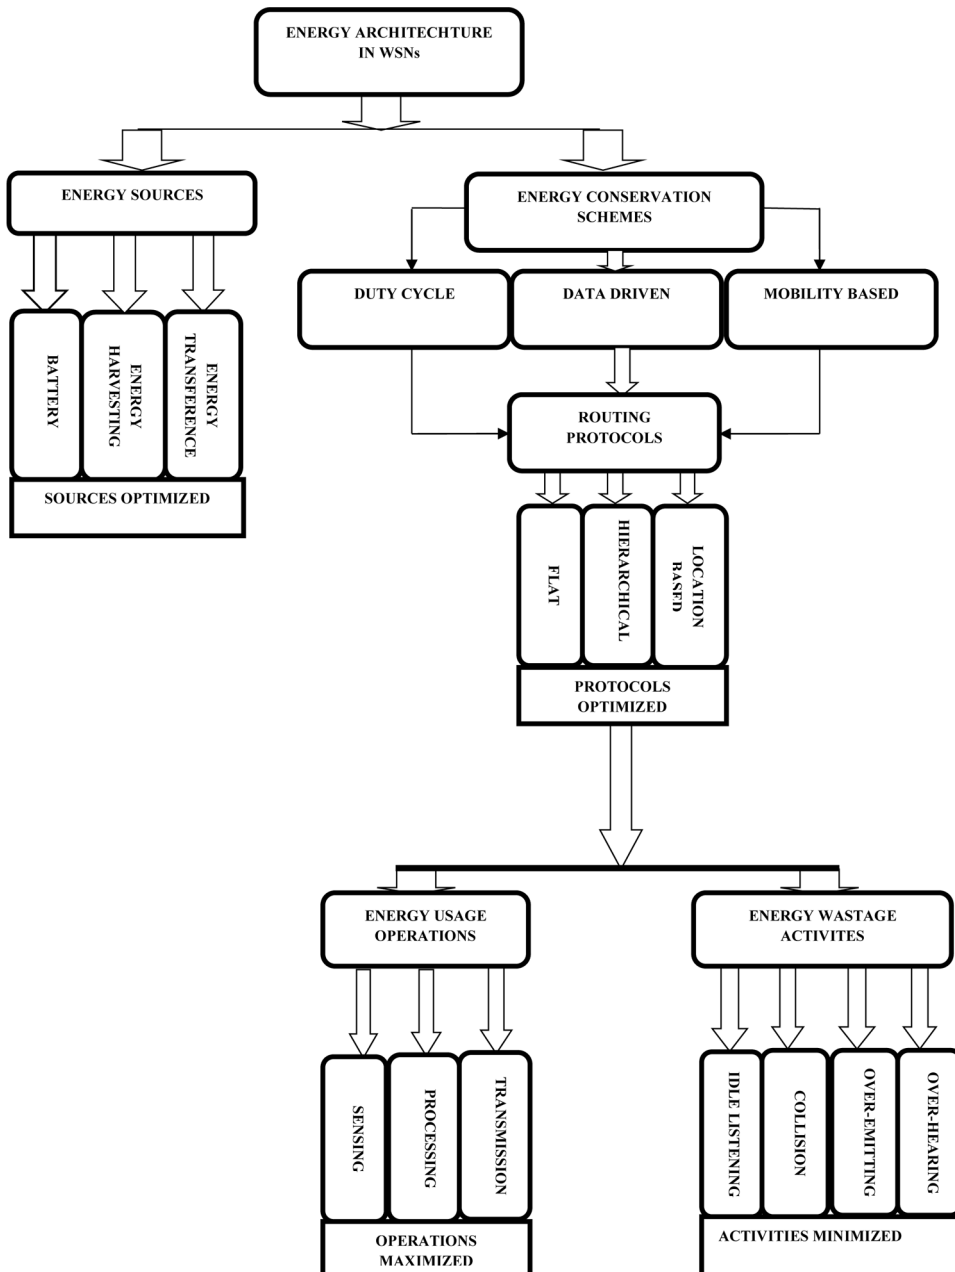 ENERGY ARCHITECHTURE
IN WSNs
ENERGY SOURCES
ENERGY CONSERVATION
SCHEMES
DUTY CYCLE
DATA DRIVEN
MOBILITY BASED
BATTERY
ENERGY
HARVESTING
ENERGY
TRANSFERENCE
SOURCES OPTIMIZED
ROUTING
PROTOCOLS
FLAT
HIERARCHICAL
LOCATION
BASED
PROTOCOLS
OPTIMIZED
ENERGY USAGE
OPERATIONS
ENERGY WASTAGE
ACTIVITES
SENSING
PROCESSING
TRANSMISSION
IDLE LISTENING
COLLISION
OVER-EMITTING
OVER-HEARING
OPERATIONS
MAXIMIZED
ACTIVITIES MINIMIZED